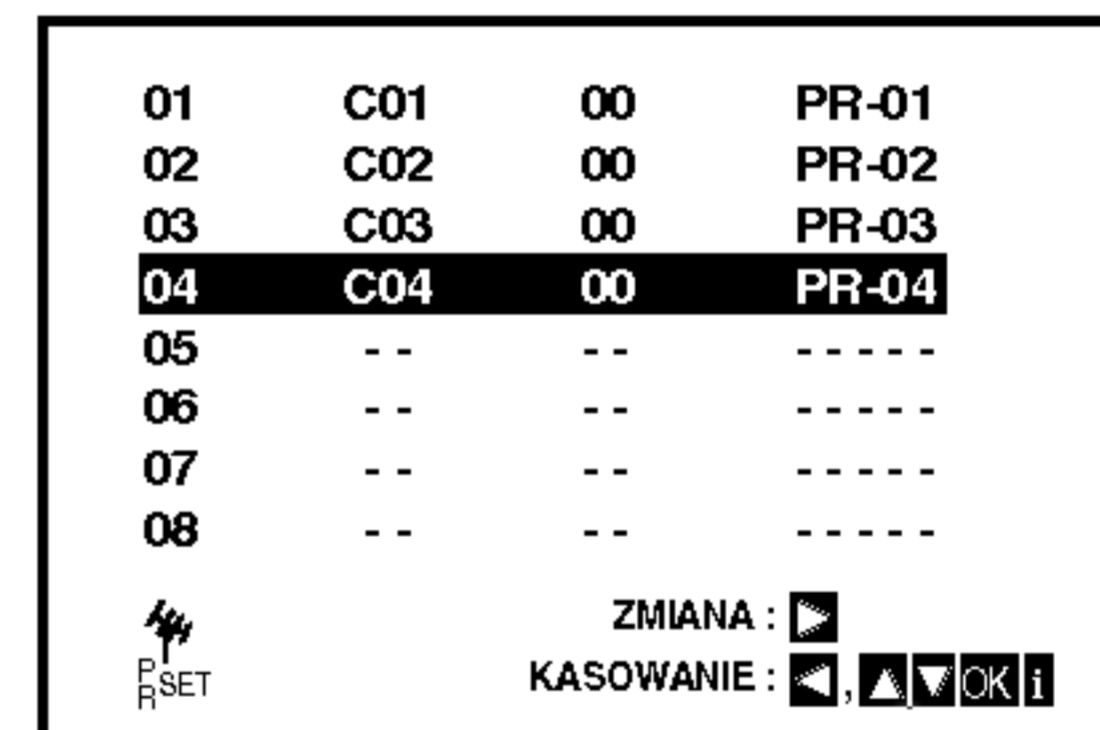 01 C01 00 PR-01
02 C02 00 PR-02
03 C03 00 PR-03
04 C04 00 PR-04
05 - - - - - - - - -
06 - - - - - - - - -
07 - - - - - - - - -
08 - - - - - - - - -
ZMIANA :
PR SET
KASOWANIE : , OK i